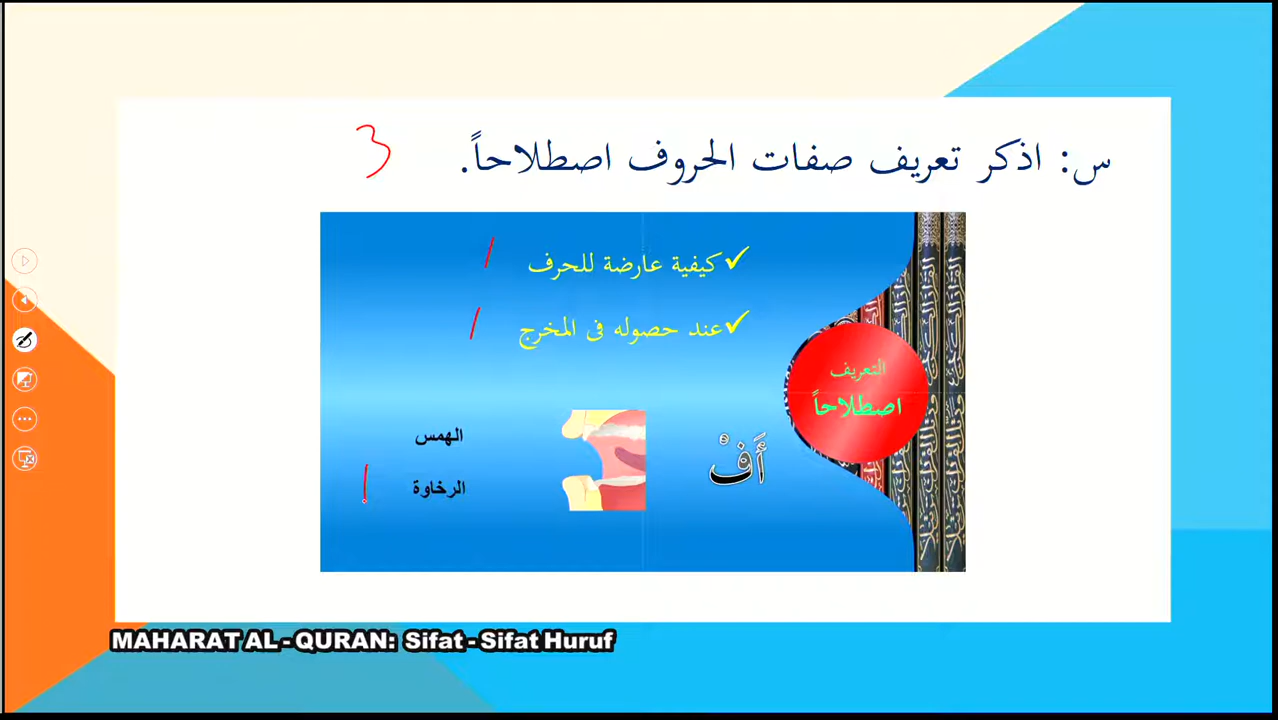 س: اذكر تعريف صفات الحروف اصطلاحاً.
3
كيفية عارضة للحرف
عند حصوله فى المخرج
التعريف
اصطلاحاً
أَفْ
الهمس
الرخاوة
MAHARAT AL-QURAN: Sifat-Sifat Huruf